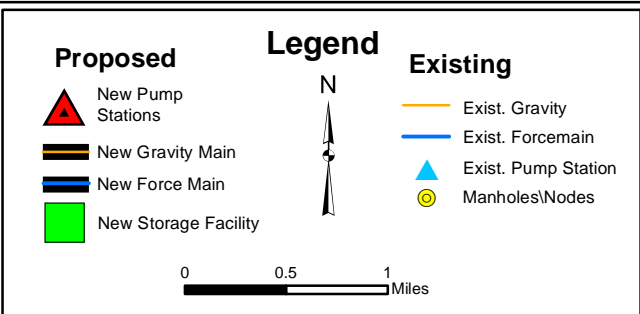 Legend
Proposed
New Pump
Stations
New Gravity Main
New Force Main
New Storage Facility
N
Existing
Exist. Gravity
Exist. Forcemain
Exist. Pump Station
Manholes\Nodes
0 0.5 1
Miles